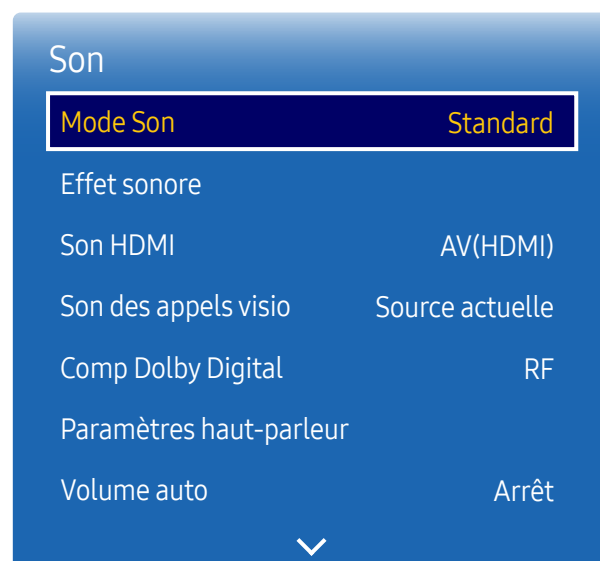 Son
Mode Son Standard
Effet sonore
Son HDMI AV(HDMI)
Son des appels visio Source actuelle
Comp Dolby Digital RF
Paramètres haut-parleur
Volume auto Arrêt